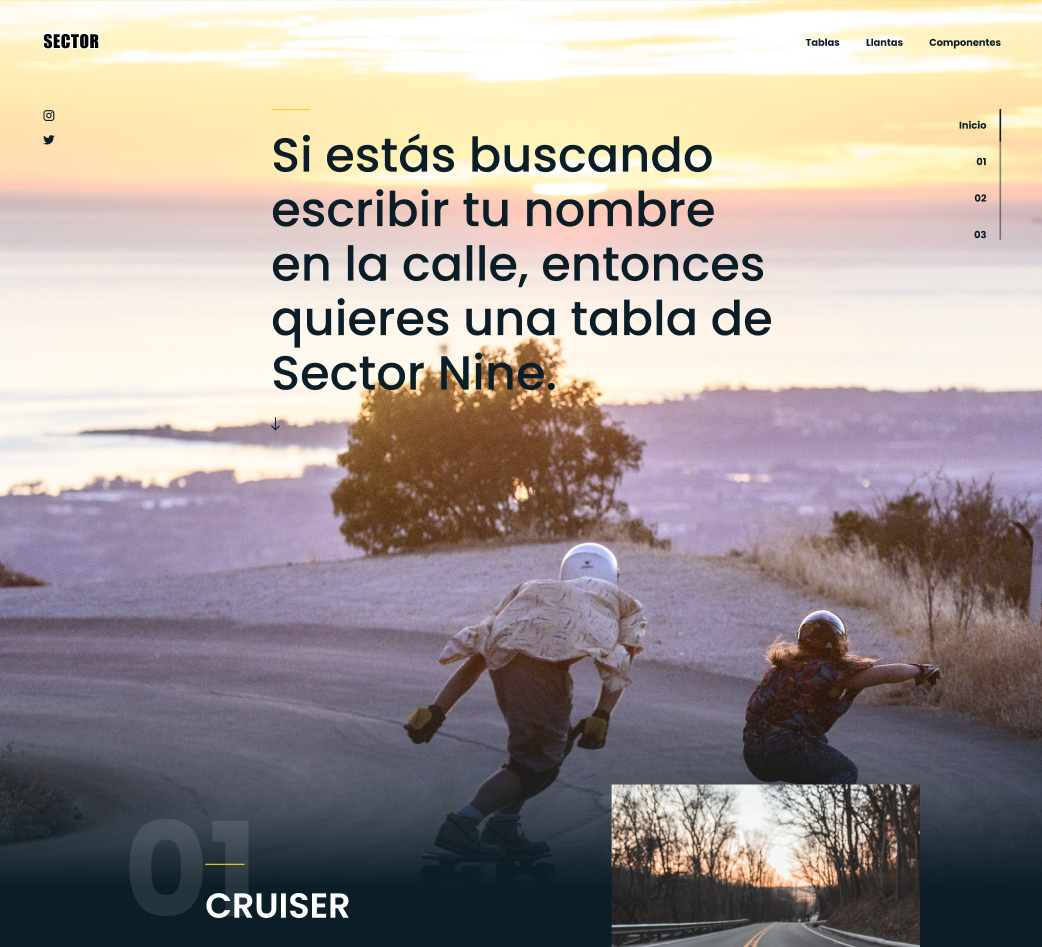 SECTOR
Tablas
Llantas
Componentes
Inicio
01
02
03
Si estás buscando
escribir tu nombre
en la calle, entonces
quieres una tabla de
Sector Nine.
01
CRUISER